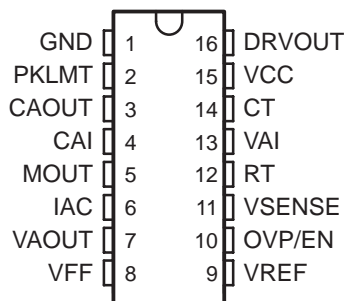 GND 1 16 DRVOUT
PKLMT 2 15 VCC
CAOUT 3 14 CT
CAI 4 13 VAI
MOUT 5 12 RT
IAC 6 11 VSENSE
VAOUT 7 10 OVP/EN
VFF 8 9 VREF